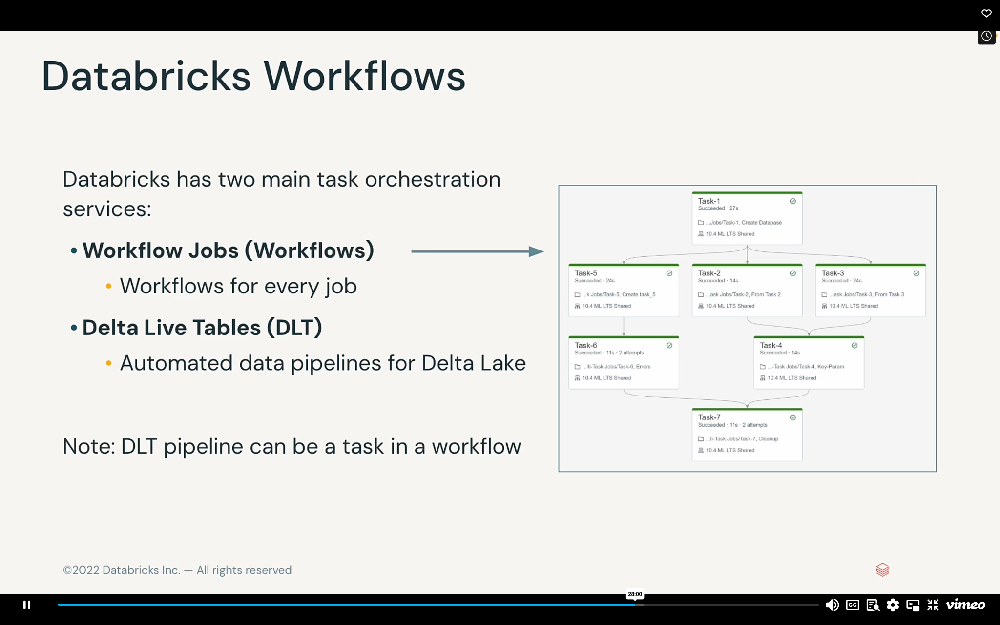 Databricks Workflows
Databricks has two main task orchestration
services:
• Workflow Jobs (Workflows)
• Workflows for every job
• Delta Live Tables (DLT)
• Automated data pipelines for Delta Lake
Note: DLT pipeline can be a task in a workflow
Task-1
Succeeded · 27s
...Jobs/Task-1, Create Database
10.4 ML LTS Shared
Task-5
Succeeded · 24s
...k Jobs/Task-5, Create task_5
10.4 ML LTS Shared
Task-2
Succeeded · 14s
...ask Jobs/Task-2, From Task 2
10.4 ML LTS Shared
Task-3
Succeeded · 24s
...ask Jobs/Task-3, From Task 3
10.4 ML LTS Shared
Task-6
Succeeded · 11s · 2 attempts
...lti-Task Jobs/Task-6, Errors
10.4 ML LTS Shared
Task-4
Succeeded · 14s
...-Task Jobs/Task-4, Key-Param
10.4 ML LTS Shared
Task-7
Succeeded · 11s · 2 attempts
...ti-Task Jobs/Task-7, Cleanup
10.4 ML LTS Shared
©2022 Databricks Inc. — All rights reserved
28:00
CC
vimeo